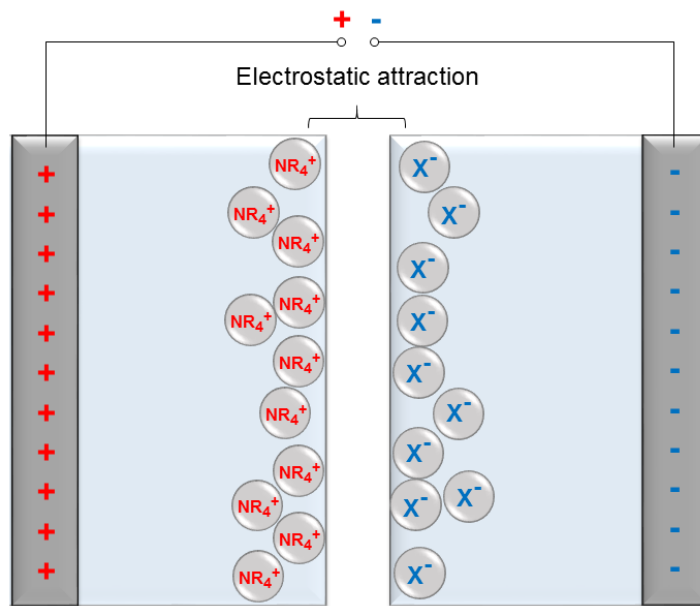 + -
Electrostatic attraction
+ NR₄⁺ X⁻ -
+ NR₄⁺ X⁻ -
+ NR₄⁺ X⁻ -
+ NR₄⁺ -
+ NR₄⁺ X⁻ -
+ NR₄⁺ X⁻ -
+ NR₄⁺ X⁻ -
+ NR₄⁺ X⁻ -
+ NR₄⁺ X⁻ X⁻ -
+ NR₄⁺ -
+ NR₄⁺ X⁻ -